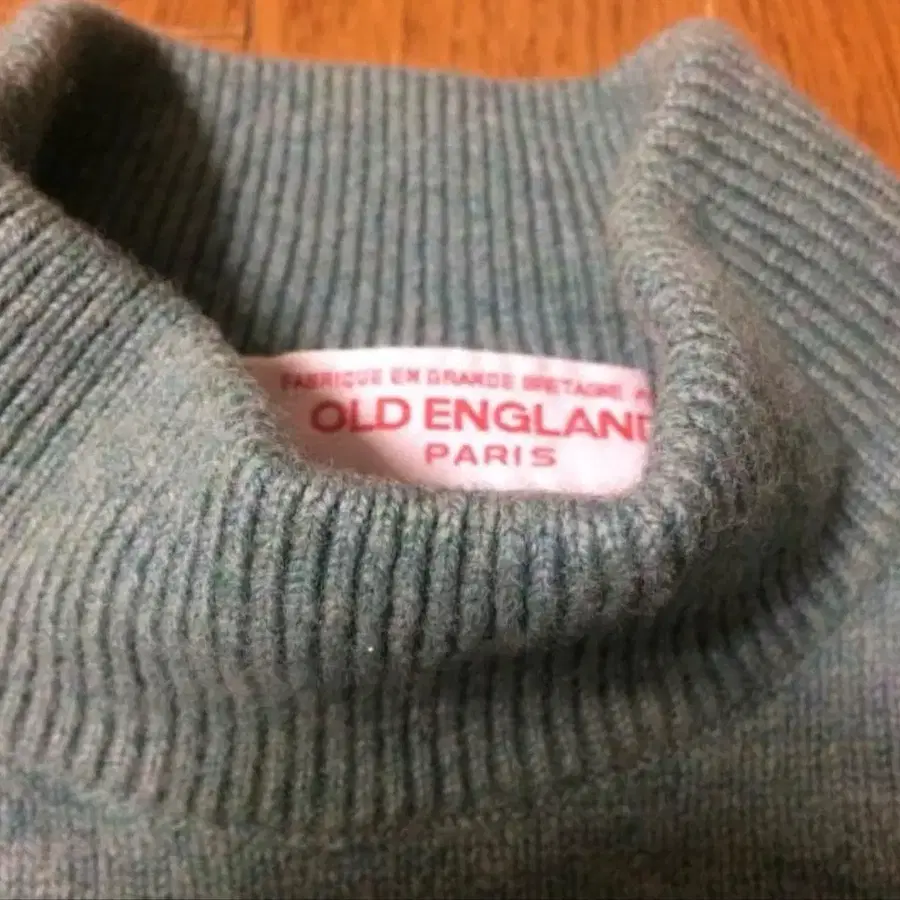 FABRIQUE EN GRANDE BRETAGNE
OLD ENGLAND
PARIS